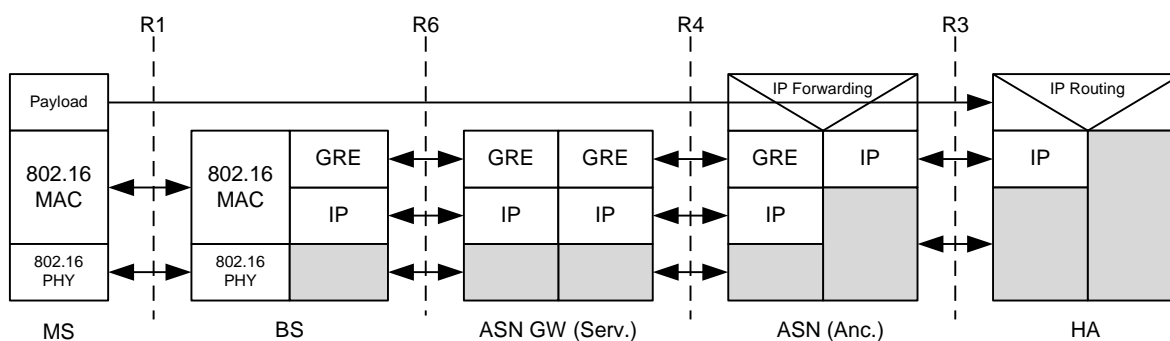 R1
R6
R4
R3
Payload
IP Forwarding
IP Routing
802.16
MAC
802.16
MAC
GRE
GRE
GRE
GRE
IP
IP
IP
IP
IP
IP
802.16
PHY
802.16
PHY
MS
BS
ASN GW (Serv.)
ASN (Anc.)
HA